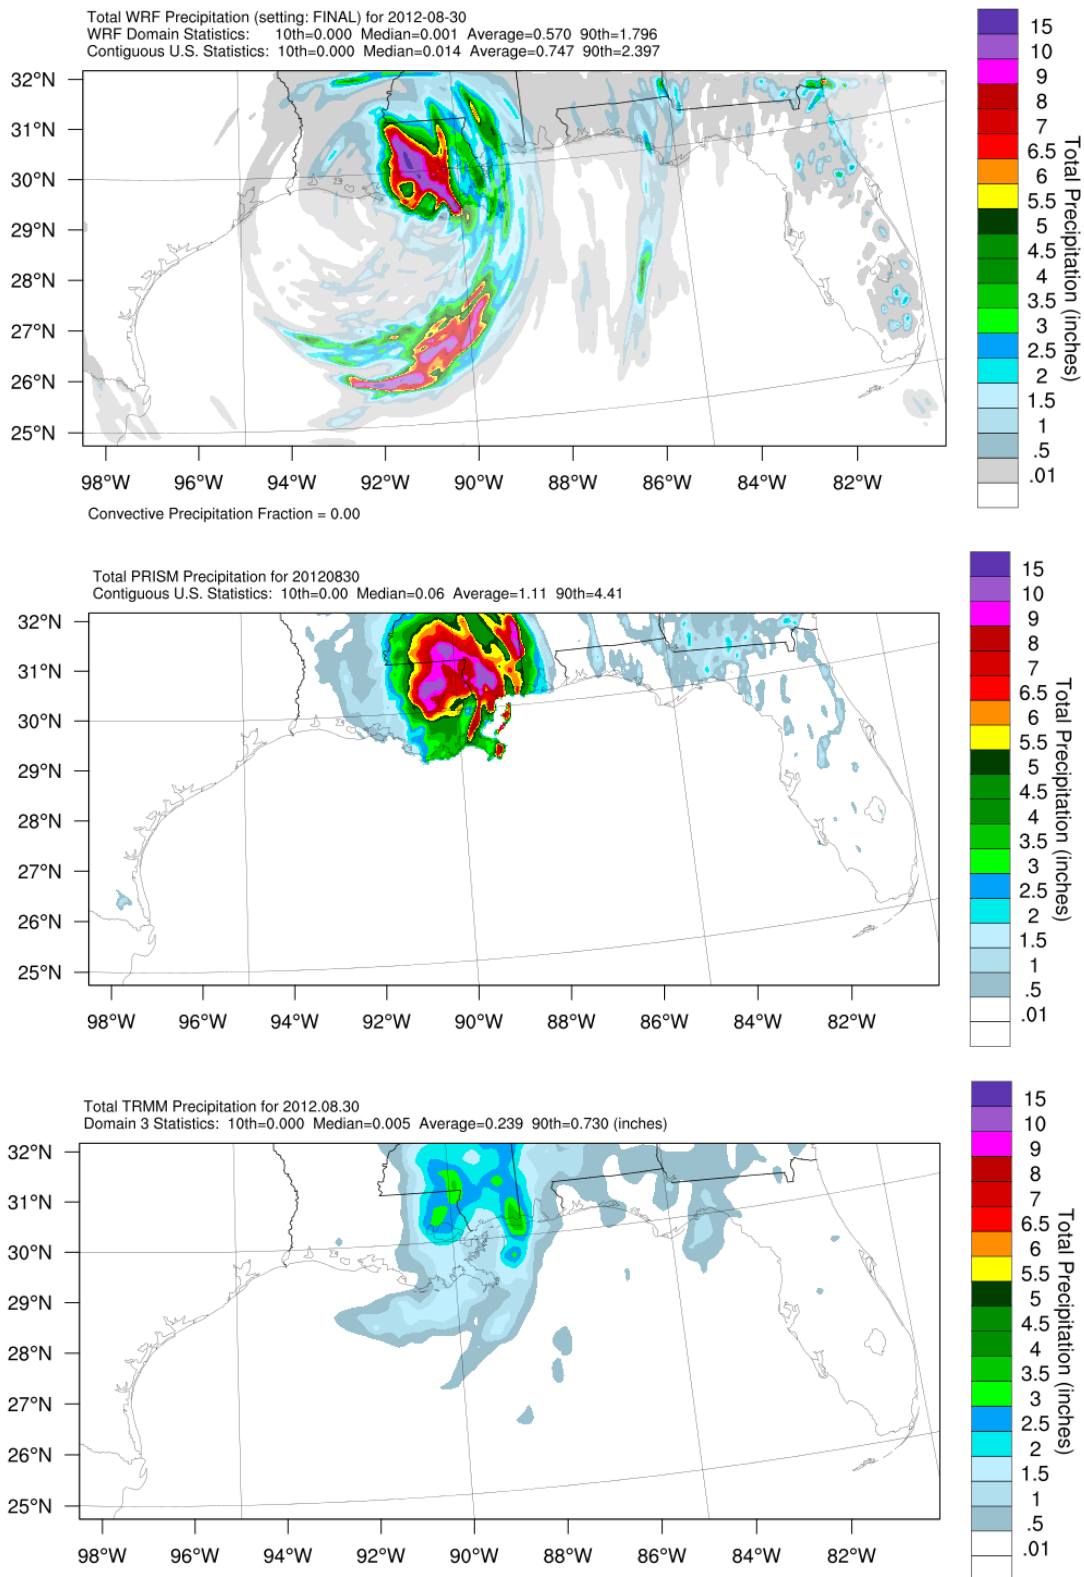 Total WRF Precipitation (setting: FINAL) for 2012-08-30
WRF Domain Statistics: 10th=0.000 Median=0.001 Average=0.570 90th=1.796
Contiguous U.S. Statistics: 10th=0.000 Median=0.014 Average=0.747 90th=2.397
32°N
31°N
30°N
29°N
28°N
27°N
26°N
25°N
98°W 96°W 94°W 92°W 90°W 88°W 86°W 84°W 82°W
15
10
9
8
7
6.5
6
5.5
5
4.5
4
3.5
3
2.5
2
1.5
1
.5
.01
Total Precipitation (inches)
Convective Precipitation Fraction = 0.00
Total PRISM Precipitation for 20120830
Contiguous U.S. Statistics: 10th=0.00 Median=0.06 Average=1.11 90th=4.41
32°N
31°N
30°N
29°N
28°N
27°N
26°N
25°N
98°W 96°W 94°W 92°W 90°W 88°W 86°W 84°W 82°W
15
10
9
8
7
6.5
6
5.5
5
4.5
4
3.5
3
2.5
2
1.5
1
.5
.01
Total Precipitation (inches)
Total TRMM Precipitation for 2012.08.30
Domain 3 Statistics: 10th=0.000 Median=0.005 Average=0.239 90th=0.730 (inches)
32°N
31°N
30°N
29°N
28°N
27°N
26°N
25°N
98°W 96°W 94°W 92°W 90°W 88°W 86°W 84°W 82°W
15
10
9
8
7
6.5
6
5.5
5
4.5
4
3.5
3
2.5
2
1.5
1
.5
.01
Total Precipitation (inches)